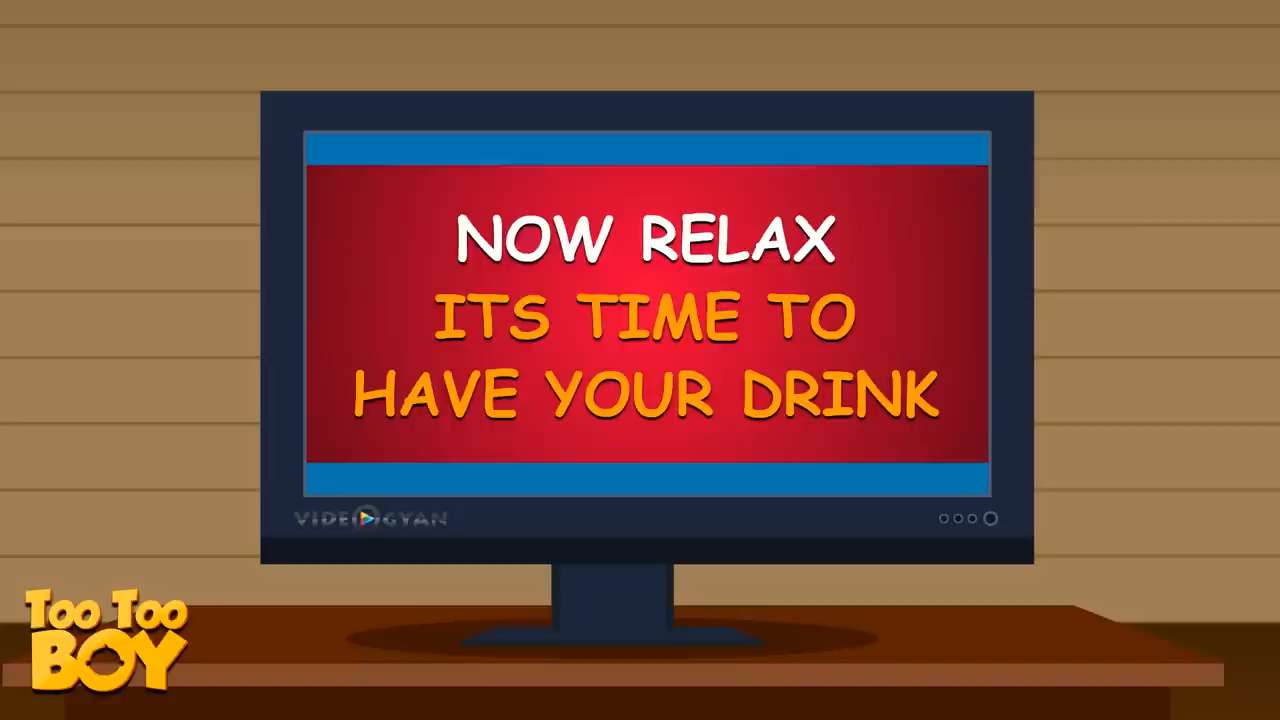 NOW RELAX
ITS TIME TO
HAVE YOUR DRINK
VIDEOGYAN
TOO TOO
BOY